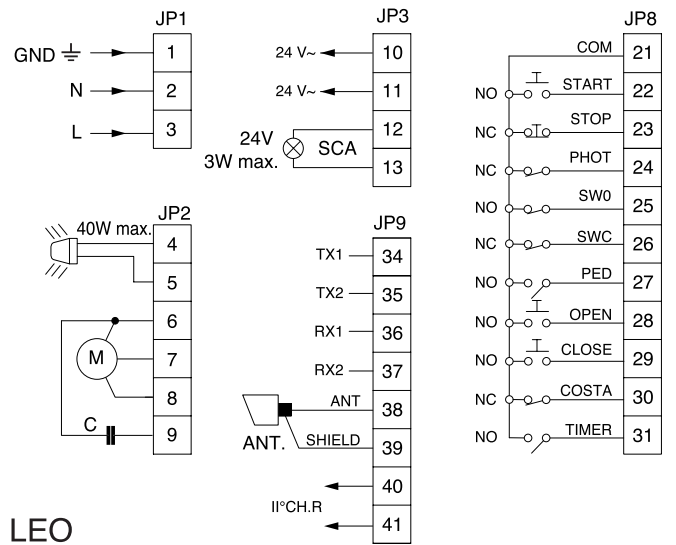 JP1
GND 1
N 2
L 3
JP2
40W max. 4
5
6
M 7
8
C 9
JP3
24 V~ 10
24 V~ 11
24V 12
3W max. SCA 13
JP9
TX1 34
TX2 35
RX1 36
RX2 37
ANT 38
ANT. SHIELD 39
40
II°CH.R
41
JP8
COM 21
NO START 22
NC STOP 23
NC PHOT 24
NO SW0 25
NC SWC 26
NO PED 27
NO OPEN 28
NO CLOSE 29
NC COSTA 30
NO TIMER 31
LEO